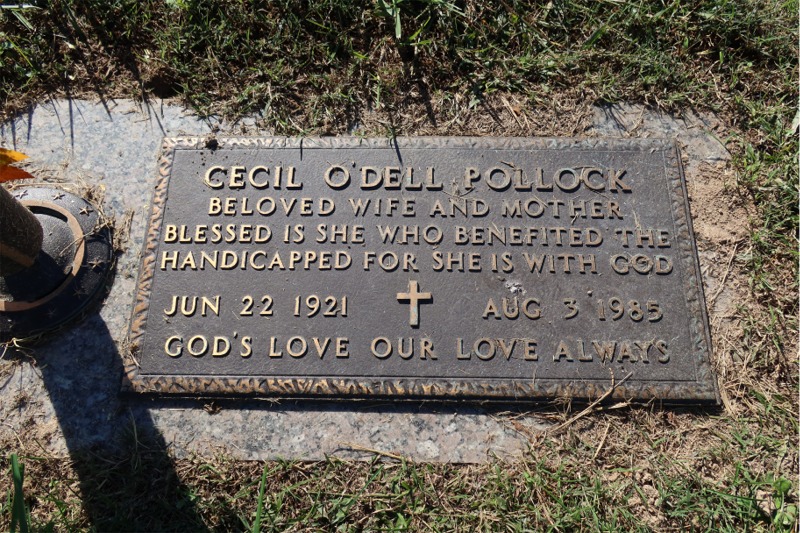 CECIL O'DELL POLLOCK
BELOVED WIFE AND MOTHER
BLESSED IS SHE WHO BENEFITED THE
HANDICAPPED FOR SHE IS WITH GOD
JUN 22 1921 AUG 3 1985
GOD'S LOVE OUR LOVE ALWAYS